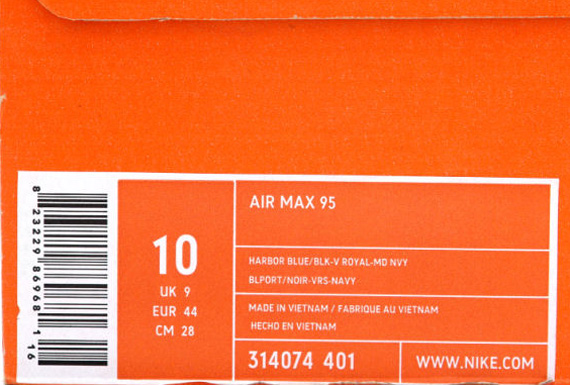 8 23229 86968 1 16
10
UK 9
EUR 44
CM 28
AIR MAX 95
HARBOR BLUE/BLK-V ROYAL-MD NVY
BLPORT/NOIR-VRS-NAVY
MADE IN VIETNAM / FABRIQUE AU VIETNAM
HECHO EN VIETNAM
314074 401
WWW.NIKE.COM